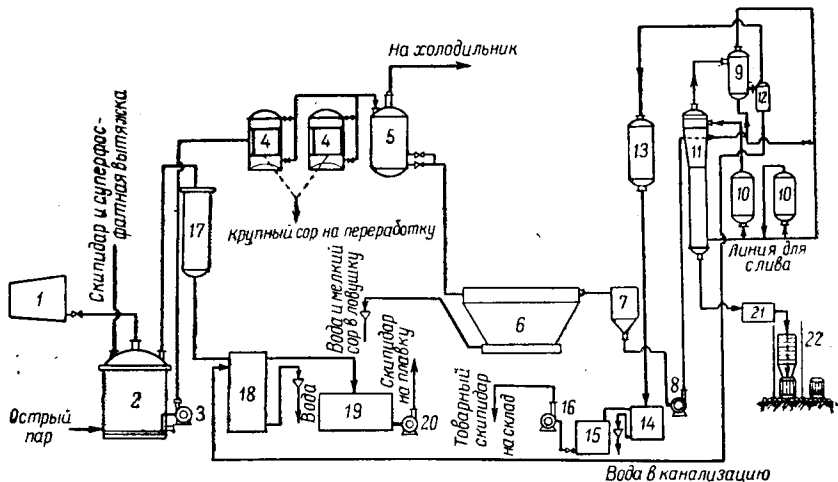 На холодильник
Скипидар и суперфос-
фатная вытяжка
крупный сор на переработку
Вода и мелкий
сор в ловушку
Скипидар
на плавку
Линия для
слива
Острый
пар
Вода
Товарный
скипидар
на склад
Вода в канализацию
1
2
3
4
4
5
6
7
8
9
10
10
11
12
13
14
15
16
17
18
19
20
21
22